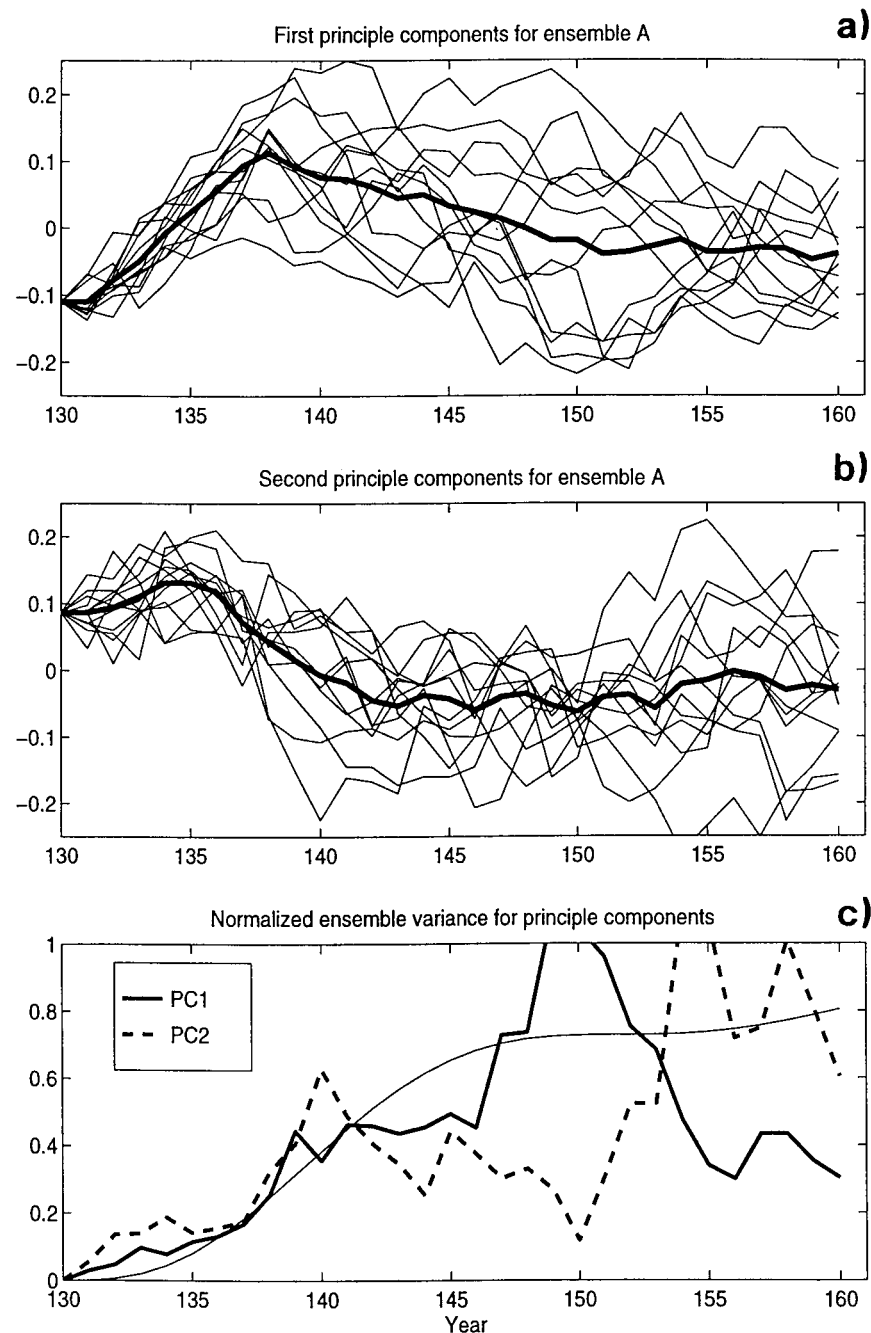 First principle components for ensemble A
a)
0.2
0.1
0
−0.1
−0.2
130 135 140 145 150 155 160
Second principle components for ensemble A
b)
0.2
0.1
0
−0.1
−0.2
130 135 140 145 150 155 160
Normalized ensemble variance for principle components
c)
1
0.8
0.6
0.4
0.2
0
PC1
PC2
130 135 140 145 150 155 160
Year